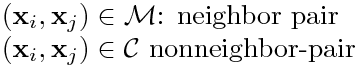 (𝐱ᵢ, 𝐱ⱼ) ∈ ℳ: neighbor pair
(𝐱ᵢ, 𝐱ⱼ) ∈ 𝒞 nonneighbor-pair